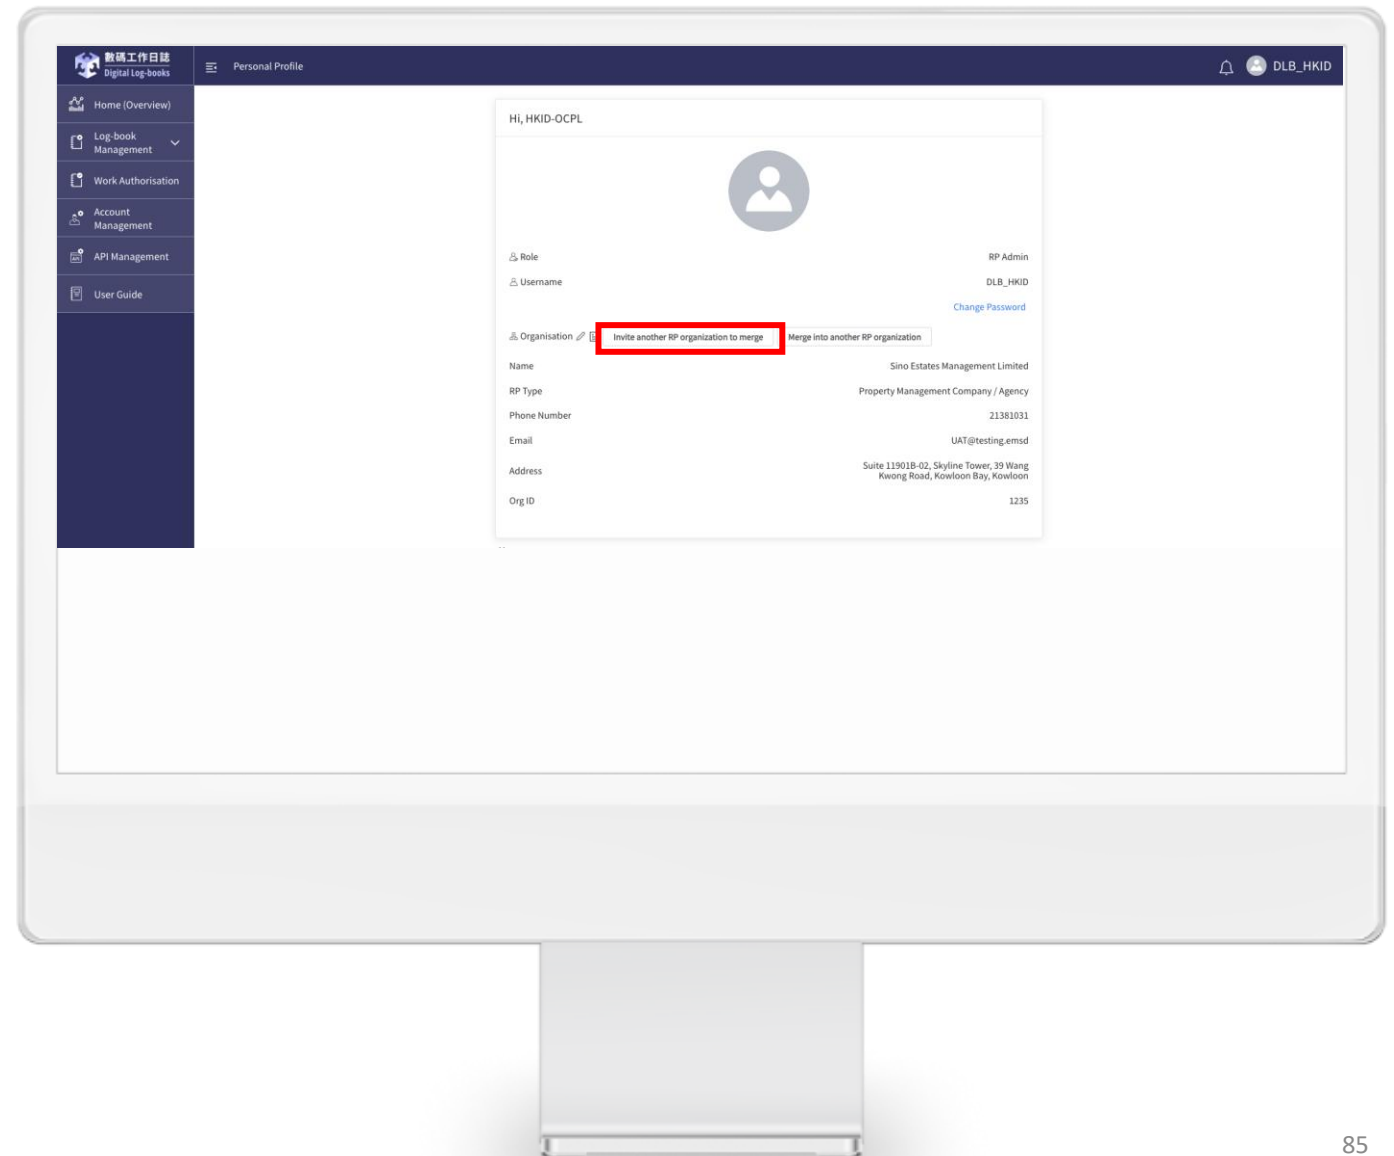 數碼工作日誌
Digital Log-books
Personal Profile
DLB_HKID
Home (Overview)
Log-book
Management
Work Authorisation
Account
Management
API Management
User Guide
Hi, HKID-OCPL
Role RP Admin
Username DLB_HKID
Change Password
Organisation Invite another RP organization to merge Merge into another RP organization
Name Sino Estates Management Limited
RP Type Property Management Company / Agency
Phone Number 21381031
Email UAT@testing.emsd
Address Suite 11901B-02, Skyline Tower, 39 Wang
Kwong Road, Kowloon Bay, Kowloon
Org ID 1235
85